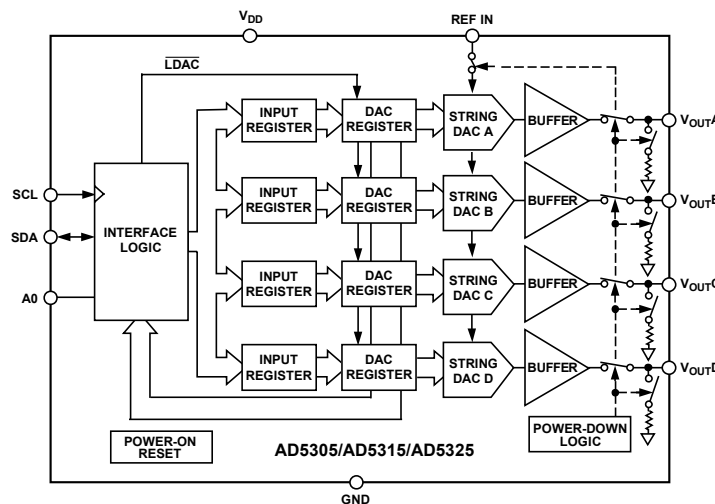 VDD
REF IN
LDAC
INPUT
REGISTER
DAC
REGISTER
STRING
DAC A
BUFFER
VOUTA
SCL
SDA
A0
INTERFACE
LOGIC
INPUT
REGISTER
DAC
REGISTER
STRING
DAC B
BUFFER
VOUTB
INPUT
REGISTER
DAC
REGISTER
STRING
DAC C
BUFFER
VOUTC
INPUT
REGISTER
DAC
REGISTER
STRING
DAC D
BUFFER
VOUTD
POWER-ON
RESET
AD5305/AD5315/AD5325
POWER-DOWN
LOGIC
GND